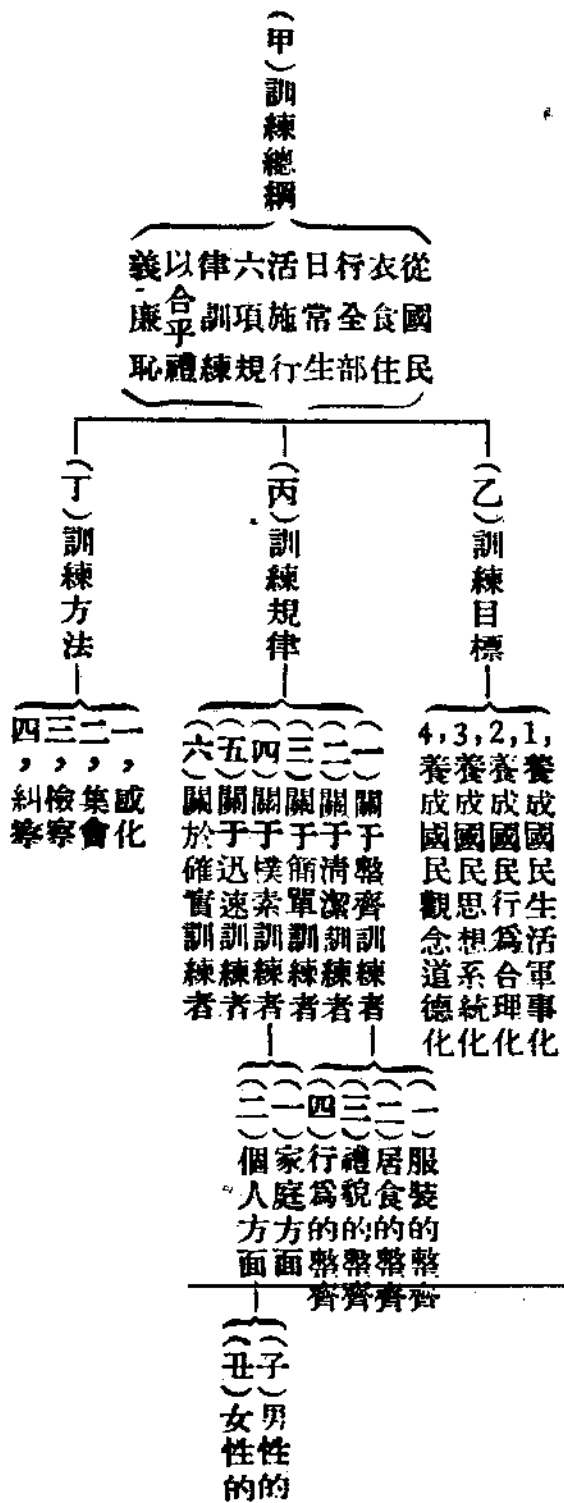 (甲)訓練總綱
從國民
衣食住
行全部
日常生
活施行
六項規
律訓練
以合乎禮
義廉恥
(乙)訓練目標
1,養成國民生活軍事化
2,養成國民行爲合理化
3,養成國民思想系統化
4,養成國民觀念道德化
(丙)訓練規律
(一)關于整齊訓練者
(二)關于清潔訓練者
(三)關于簡單訓練者
(四)關于樸素訓練者
(五)關于迅速訓練者
(六)關於確實訓練者
(一)服裝的整齊
(二)居食的整齊
(三)禮貌的整齊
(四)行爲的整齊
(一)家庭方面
(二)個人方面
(子)男性的
(丑)女性的
(丁)訓練方法
一,感化
二,集會
三,檢察
四,糾察